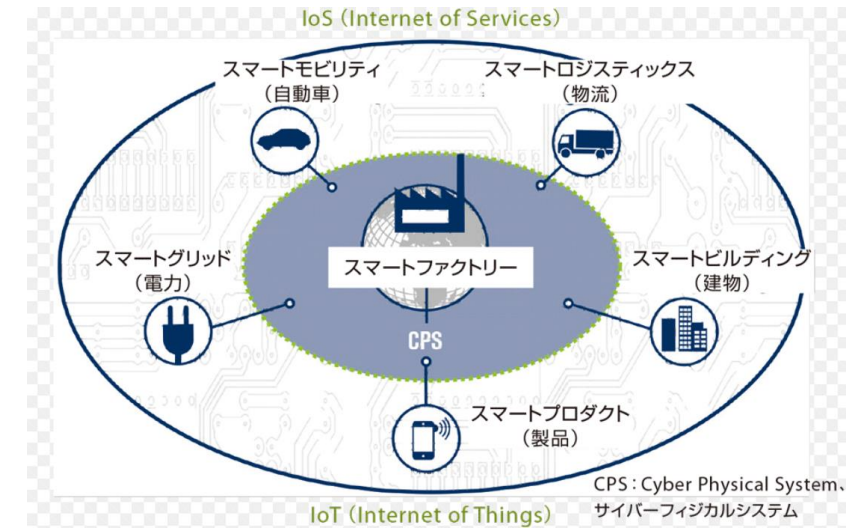 IoS (Internet of Services)
スマートモビリティ
(自動車)
スマートロジスティックス
(物流)
スマートファクトリー
スマートグリッド
(電力)
スマートビルディング
(建物)
CPS
スマートプロダクト
(製品)
CPS：Cyber Physical System、
サイバーフィジカルシステム
IoT (Internet of Things)